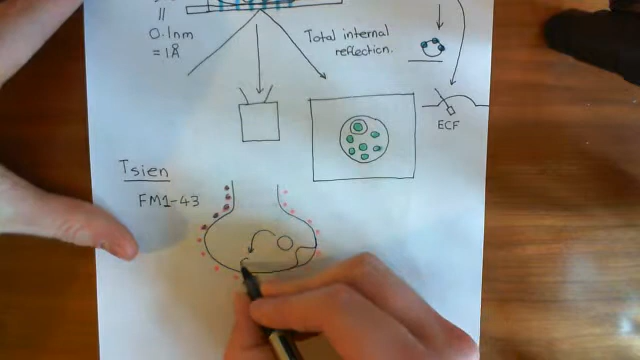 ||
0.1nm
= 1Å
Total internal
reflection.
ECF
Tsien
FM1-43